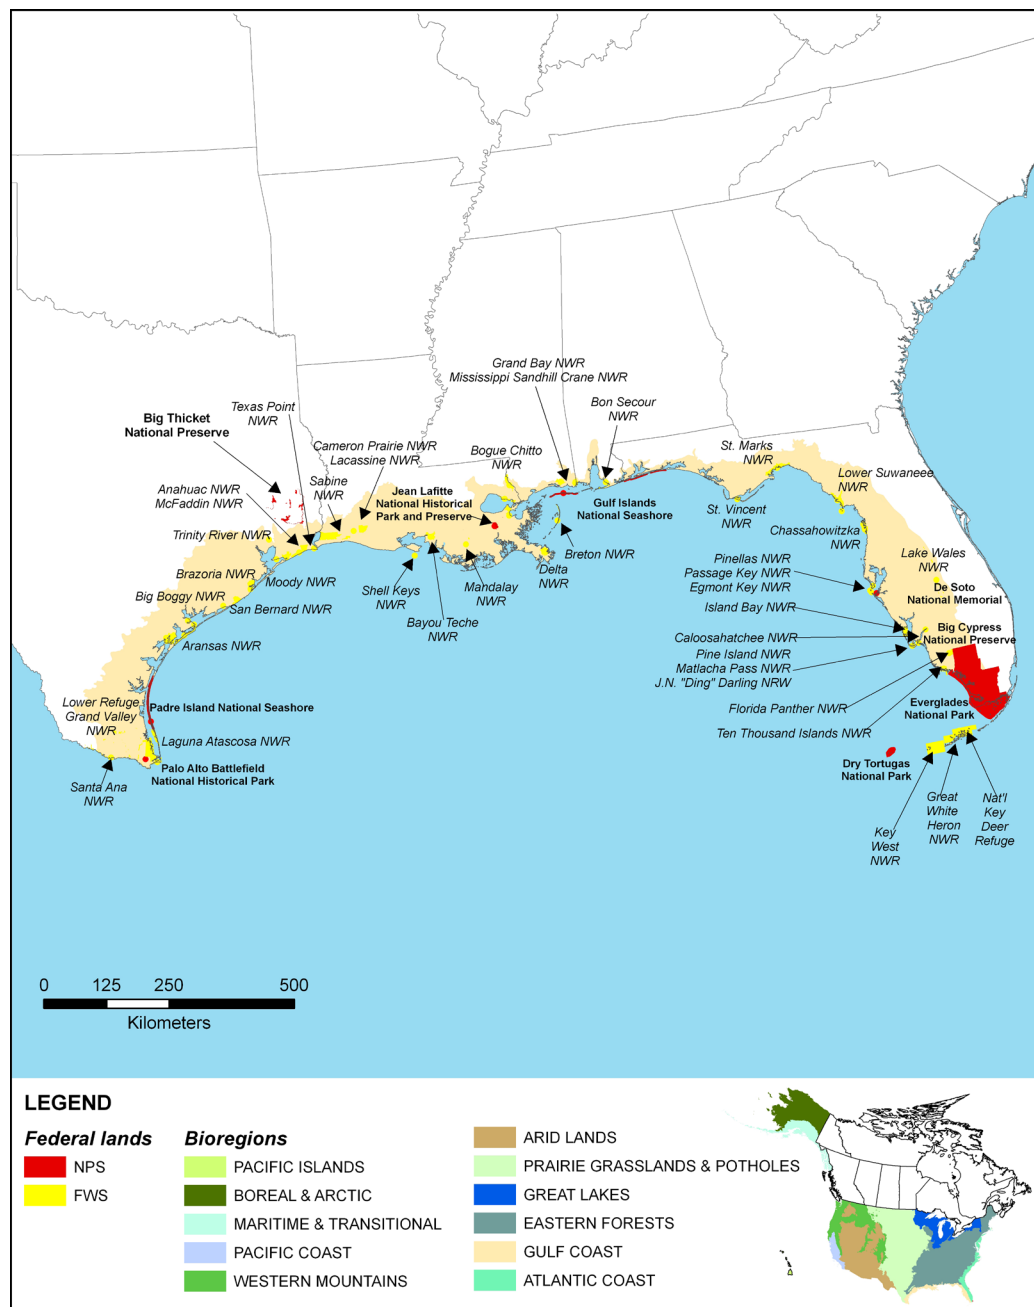 Grand Bay NWR
Mississippi Sandhill Crane NWR
Bon Secour
NWR
Texas Point
NWR
Big Thicket
National Preserve
Cameron Prairie NWR
Lacassine NWR
Sabine
NWR
Bogue Chitto
NWR
St. Marks
NWR
Anahuac NWR
McFaddin NWR
Jean Lafitte
National Historical
Park and Preserve
Gulf Islands
National Seashore
Lower Suwaneee
NWR
St. Vincent
NWR
Chassahowitzka
NWR
Trinity River NWR
Breton NWR
Delta
NWR
Pinellas NWR
Passage Key NWR
Egmont Key NWR
Lake Wales
NWR
De Soto
National Memorial
Brazoria NWR
Moody NWR
Shell Keys
NWR
Mandalay
NWR
Big Boggy NWR
San Bernard NWR
Island Bay NWR
Bayou Teche
NWR
Big Cypress
National Preserve
Aransas NWR
Caloosahatchee NWR
Pine Island NWR
Matlacha Pass NWR
J.N. "Ding" Darling NRW
Lower Refuge
Grand Valley
NWR
Padre Island National Seashore
Florida Panther NWR
Everglades
National Park
Ten Thousand Islands NWR
Laguna Atascosa NWR
Palo Alto Battlefield
National Historical Park
Santa Ana
NWR
Dry Tortugas
National Park
Key
West
NWR
Great
White
Heron
NWR
Nat'l
Key
Deer
Refuge
0 125 250 500
Kilometers
LEGEND
Federal lands
NPS
FWS
Bioregions
PACIFIC ISLANDS
BOREAL & ARCTIC
MARITIME & TRANSITIONAL
PACIFIC COAST
WESTERN MOUNTAINS
ARID LANDS
PRAIRIE GRASSLANDS & POTHOLES
GREAT LAKES
EASTERN FORESTS
GULF COAST
ATLANTIC COAST